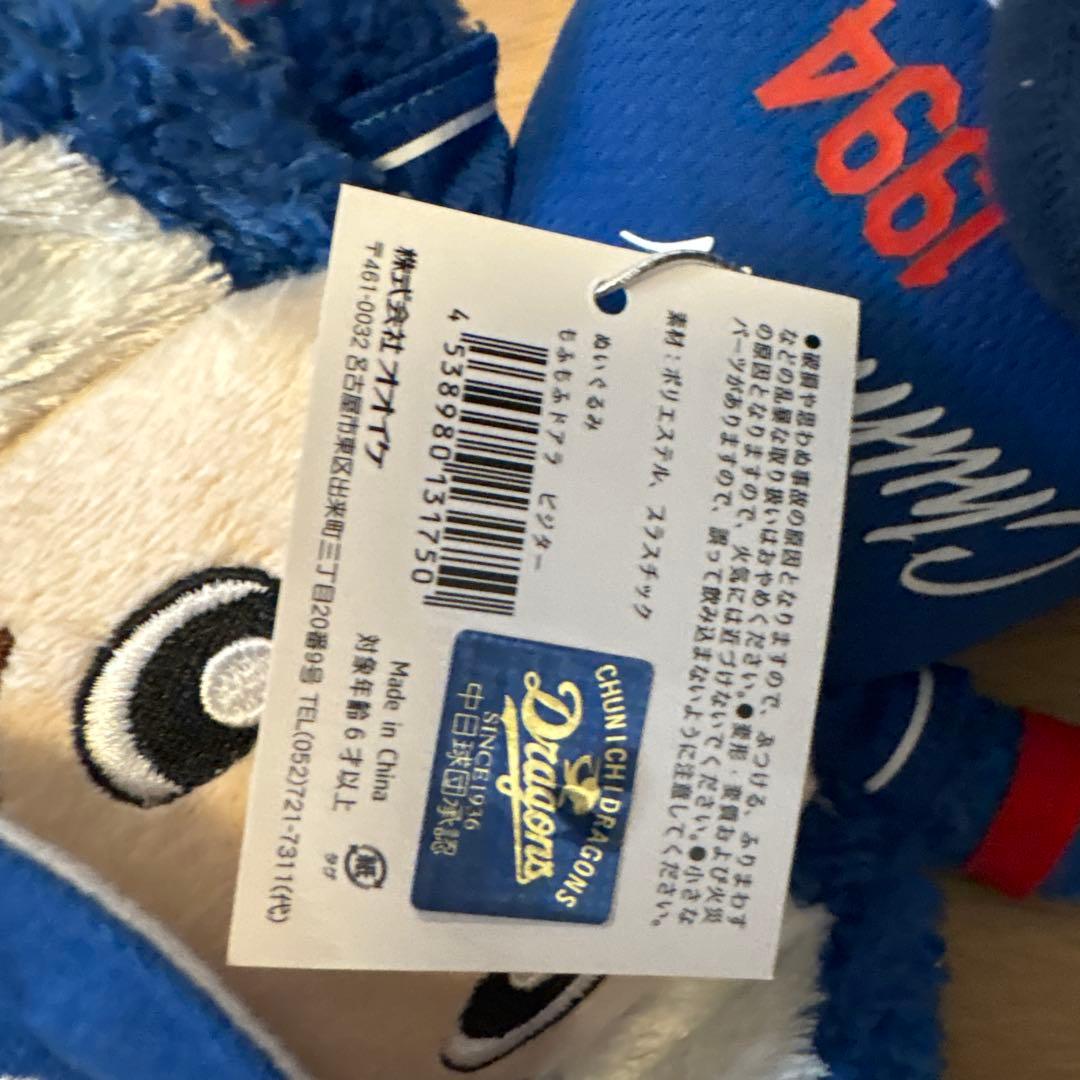 1994
●破損や思わぬ事故の原因となりますので、ぶつける、ふりまわす
などの乱暴な取り扱いはおやめください。●変形・変質および火災
の原因となりますので、火気には近づけないでください。●小さな
パーツがありますので、誤って飲み込まないように注意してください。
素材：ポリエステル、プラスチック
ぬいぐるみ
もふもふドアラ ビジター
4 538980 131750
CHUNICHI DRAGONS
Dragons
SINCE 1936
中日球団承認
株式会社オオイケ
〒461-0032 名古屋市東区出来町三丁目20番9号 TEL(052)721-7311(代)
Made in China
対象年齢6才以上
紙
タグ